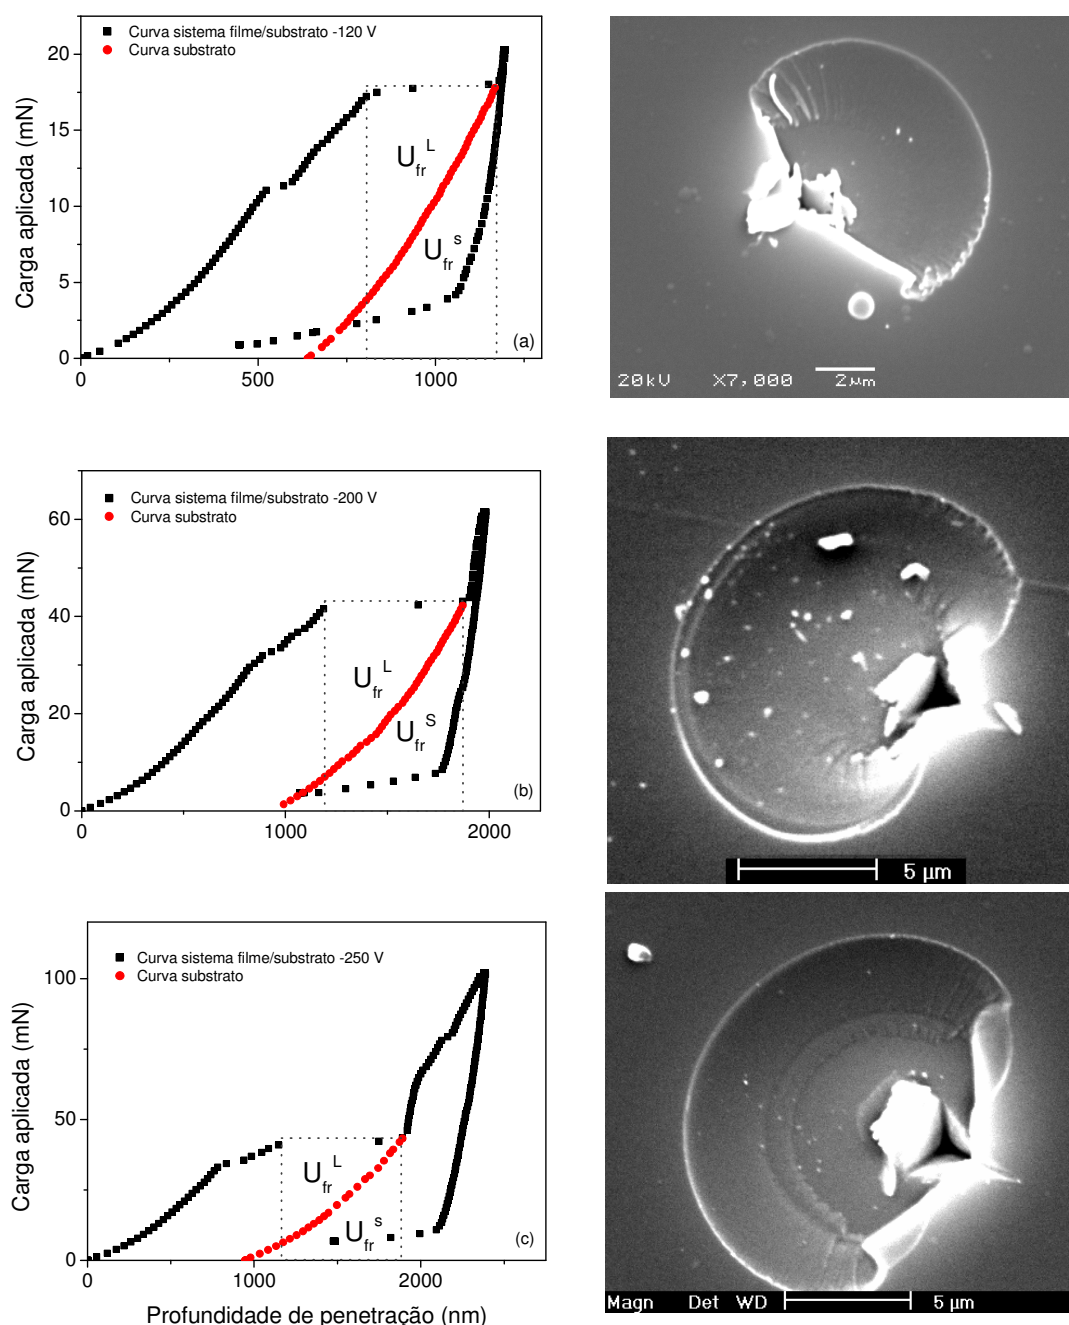 Curva sistema filme/substrato -120 V
Curva substrato
Carga aplicada (mN)
20
15
10
5
0
0
500
1000
U_fr^L
U_fr^s
(a)
20kV X7,000 2µm
Curva sistema filme/substrato -200 V
Curva substrato
Carga aplicada (mN)
60
40
20
0
0
1000
2000
U_fr^L
U_fr^S
(b)
5 µm
Curva sistema filme/substrato -250 V
Curva substrato
Carga aplicada (mN)
100
50
0
0
1000
2000
U_fr^L
U_fr^s
(c)
Profundidade de penetração (nm)
Magn Det WD 5 µm